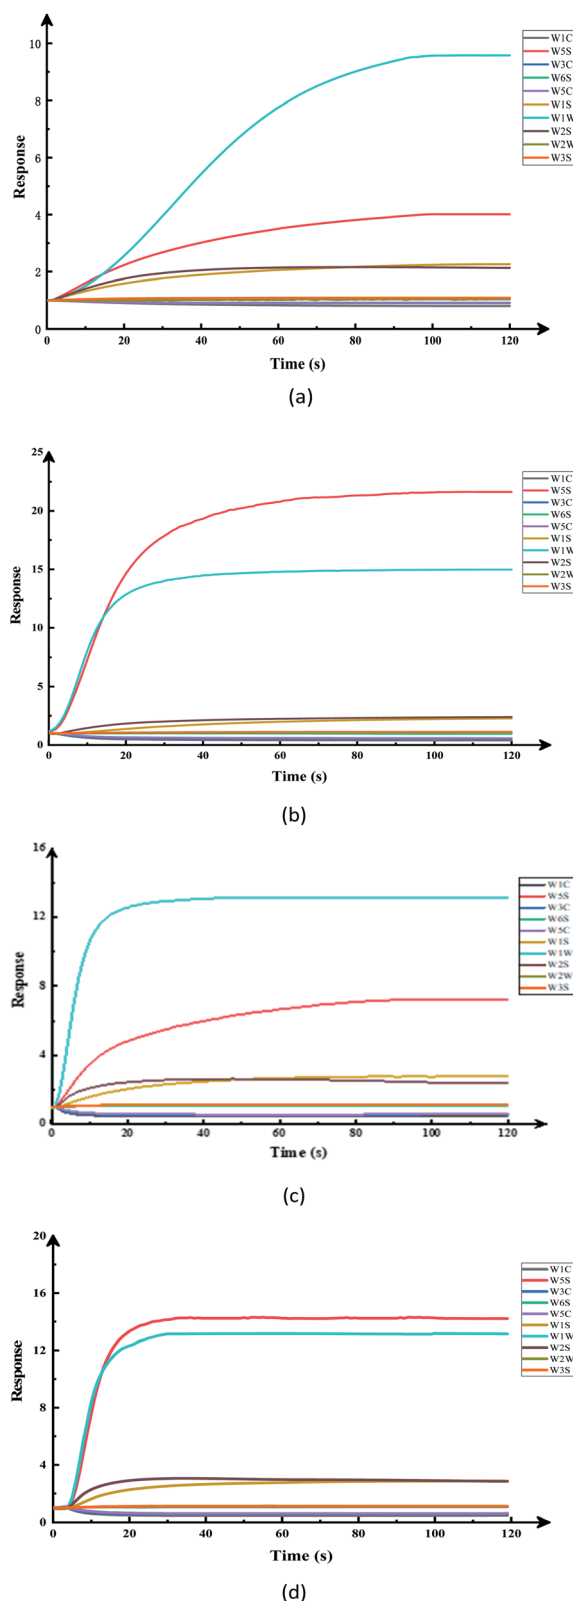 10
8
6
4
2
0
Response
0
20
40
60
80
100
120
Time (s)
W1C
W5S
W3C
W6S
W5C
W1S
W1W
W2S
W2W
W3S
(a)
25
20
15
10
5
0
Response
0
20
40
60
80
100
120
Time (s)
W1C
W5S
W3C
W6S
W5C
W1S
W1W
W2S
W2W
W3S
(b)
16
12
8
4
0
Response
0
20
40
60
80
100
120
Time (s)
W1C
W5S
W3C
W6S
W5C
W1S
W1W
W2S
W2W
W3S
(c)
20
16
12
8
4
0
Response
0
20
40
60
80
100
120
Time (s)
W1C
W5S
W3C
W6S
W5C
W1S
W1W
W2S
W2W
W3S
(d)